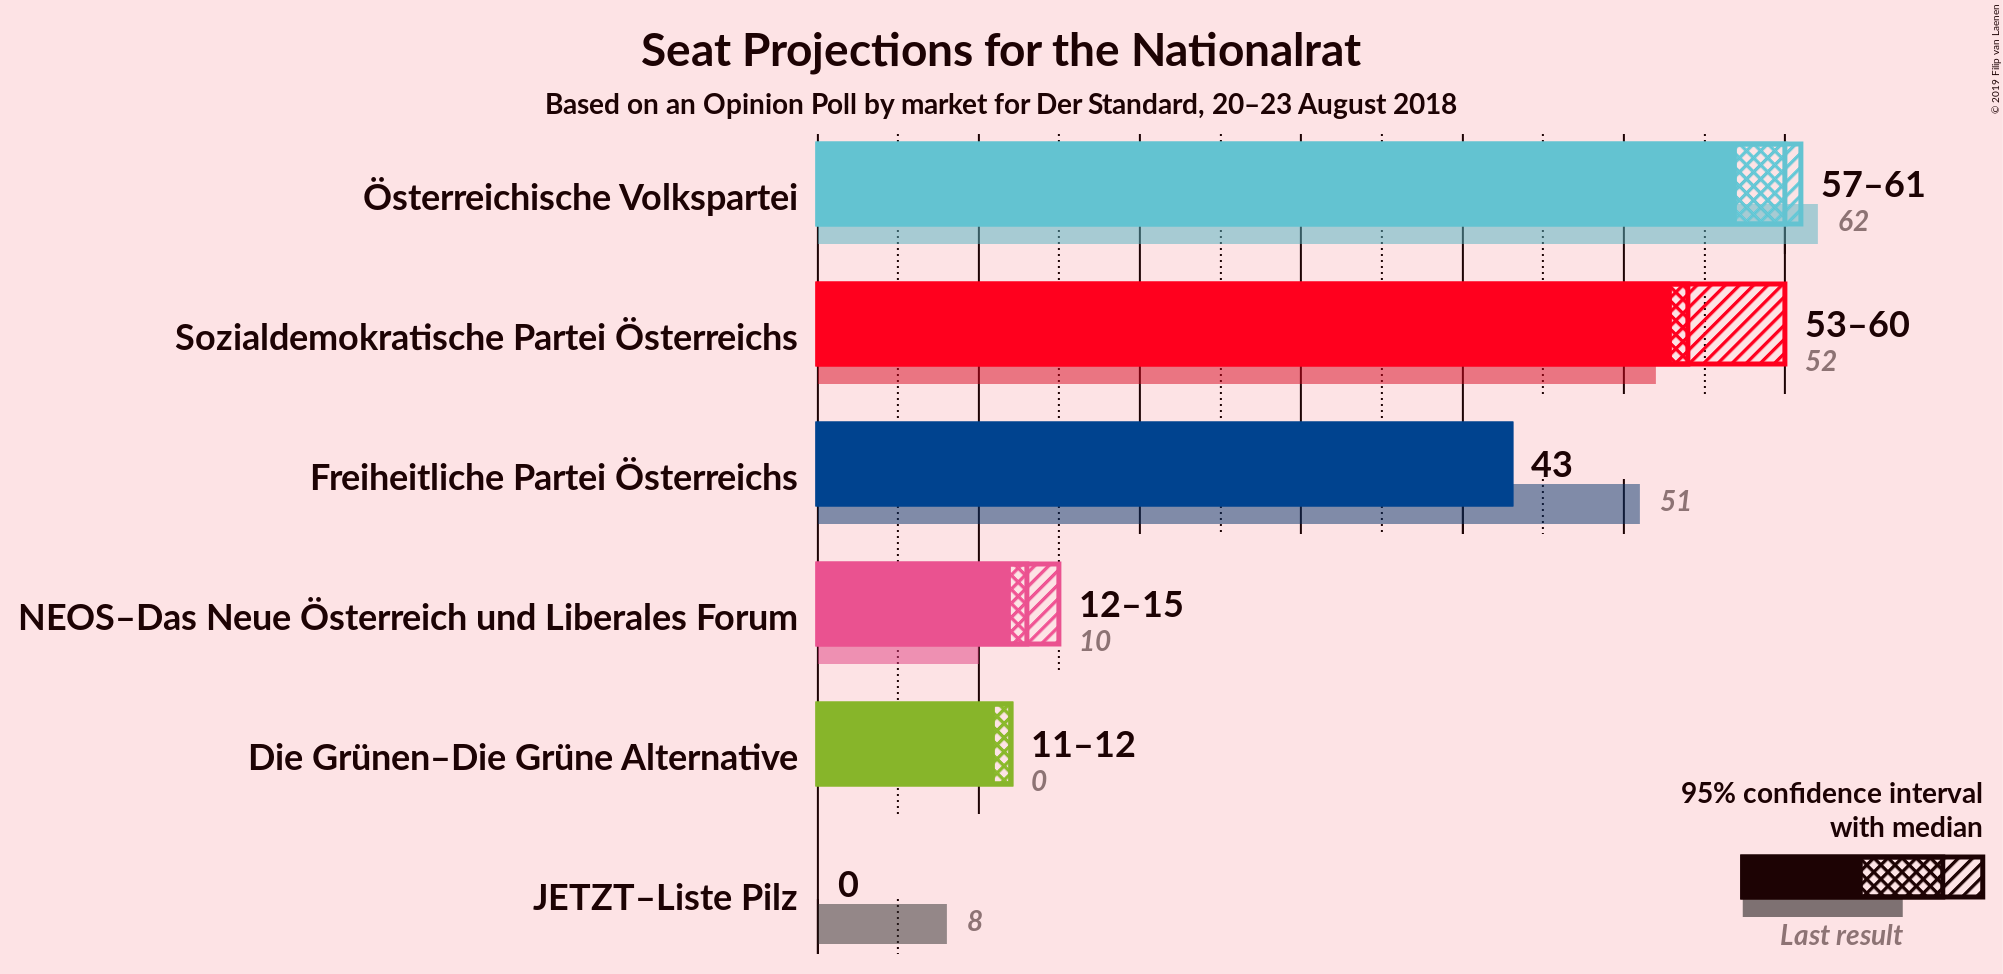 Seat Projections for the Nationalrat
Based on an Opinion Poll by market for Der Standard, 20–23 August 2018
© 2019 Filip van Laenen
Österreichische Volkspartei
57–61
62
Sozialdemokratische Partei Österreichs
53–60
52
Freiheitliche Partei Österreichs
43
51
NEOS–Das Neue Österreich und Liberales Forum
12–15
10
Die Grünen–Die Grüne Alternative
11–12
0
JETZT–Liste Pilz
0
8
95% confidence interval
with median
Last result